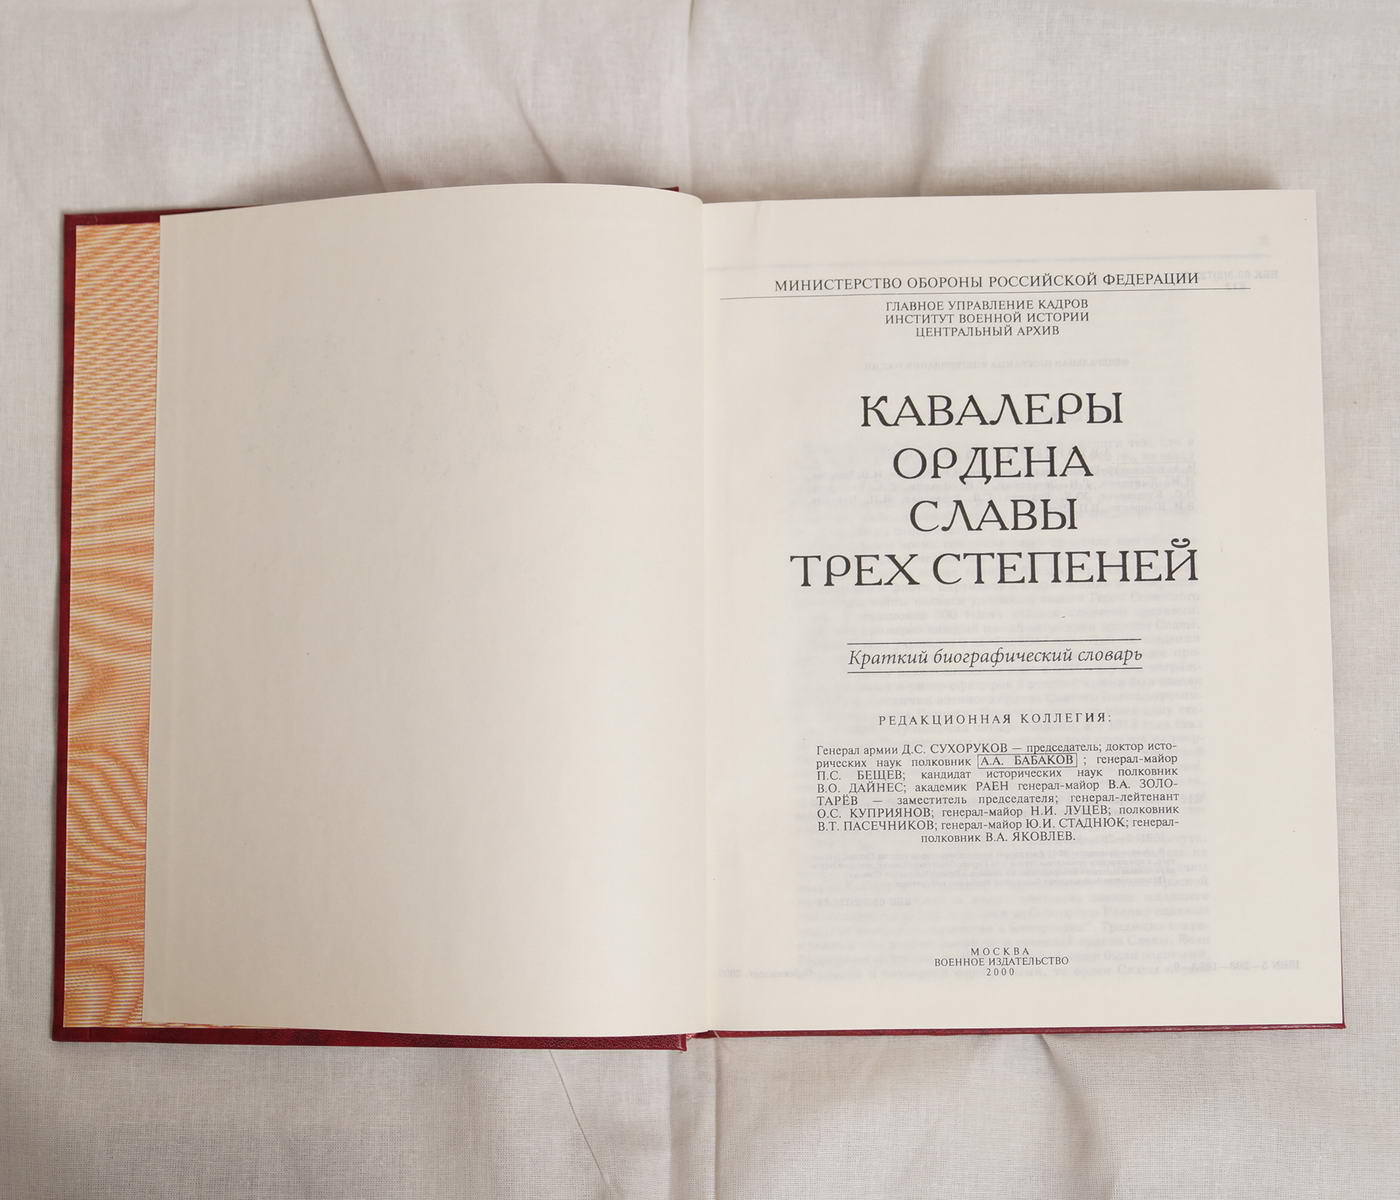 МИНИСТЕРСТВО ОБОРОНЫ РОССИЙСКОЙ ФЕДЕРАЦИИ
ГЛАВНОЕ УПРАВЛЕНИЕ КАДРОВ
ИНСТИТУТ ВОЕННОЙ ИСТОРИИ
ЦЕНТРАЛЬНЫЙ АРХИВ
КАВАЛЕРЫ
ОРДЕНА
СЛАВЫ
ТРЕХ СТЕПЕНЕЙ
Краткий биографический словарь
РЕДАКЦИОННАЯ КОЛЛЕГИЯ:
Генерал армии Д.С. СУХОРУКОВ — председатель; доктор исто-
рических наук полковник А.А. БАБАКОВ ; генерал-майор
П.С. БЕЩЕВ; кандидат исторических наук полковник
В.О. ДАЙНЕС; академик РАЕН генерал-майор В.А. ЗОЛО-
ТАРЁВ — заместитель председателя; генерал-лейтенант
О.С. КУПРИЯНОВ; генерал-майор Н.И. ЛУЦЕВ; полковник
В.Т. ПАСЕЧНИКОВ; генерал-майор Ю.И. СТАДНЮК; генерал-
полковник В.А. ЯКОВЛЕВ.
МОСКВА
ВОЕННОЕ ИЗДАТЕЛЬСТВО
2000